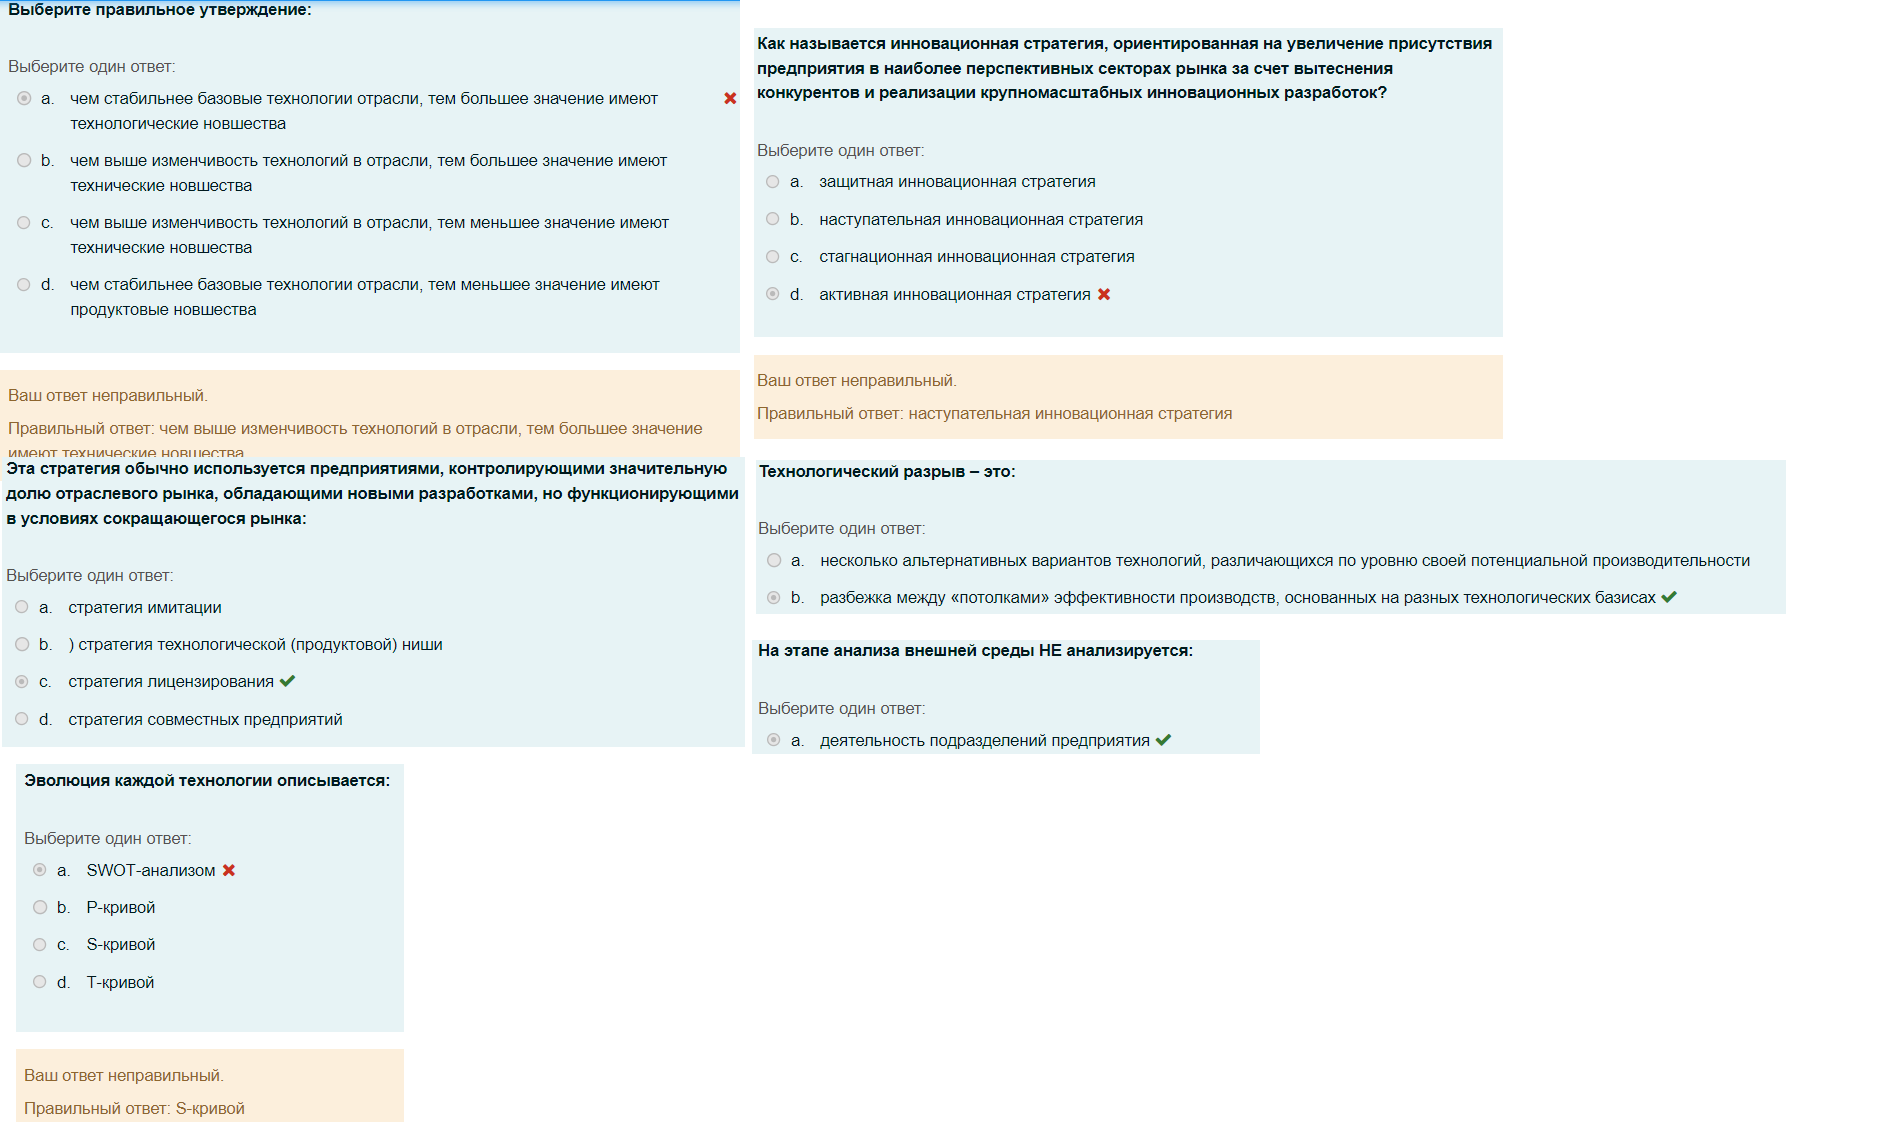 Выберите правильное утверждение:
Выберите один ответ:
a. чем стабильнее базовые технологии отрасли, тем большее значение имеют
технологические новшества
b. чем выше изменчивость технологий в отрасли, тем большее значение имеют
технические новшества
c. чем выше изменчивость технологий в отрасли, тем меньшее значение имеют
технические новшества
d. чем стабильнее базовые технологии отрасли, тем меньшее значение имеют
продуктовые новшества
Ваш ответ неправильный.
Правильный ответ: чем выше изменчивость технологий в отрасли, тем большее значение
имеют технические новшества
Как называется инновационная стратегия, ориентированная на увеличение присутствия
предприятия в наиболее перспективных секторах рынка за счет вытеснения
конкурентов и реализации крупномасштабных инновационных разработок?
Выберите один ответ:
a. защитная инновационная стратегия
b. наступательная инновационная стратегия
c. стагнационная инновационная стратегия
d. активная инновационная стратегия
Ваш ответ неправильный.
Правильный ответ: наступательная инновационная стратегия
Эта стратегия обычно используется предприятиями, контролирующими значительную
долю отраслевого рынка, обладающими новыми разработками, но функционирующими
в условиях сокращающегося рынка:
Выберите один ответ:
a. стратегия имитации
b. ) стратегия технологической (продуктовой) ниши
c. стратегия лицензирования
d. стратегия совместных предприятий
Технологический разрыв – это:
Выберите один ответ:
a. несколько альтернативных вариантов технологий, различающихся по уровню своей потенциальной производительности
b. разбежка между «потолками» эффективности производств, основанных на разных технологических базисах
На этапе анализа внешней среды НЕ анализируется:
Выберите один ответ:
a. деятельность подразделений предприятия
Эволюция каждой технологии описывается:
Выберите один ответ:
a. SWOT-анализом
b. P-кривой
c. S-кривой
d. Т-кривой
Ваш ответ неправильный.
Правильный ответ: S-кривой